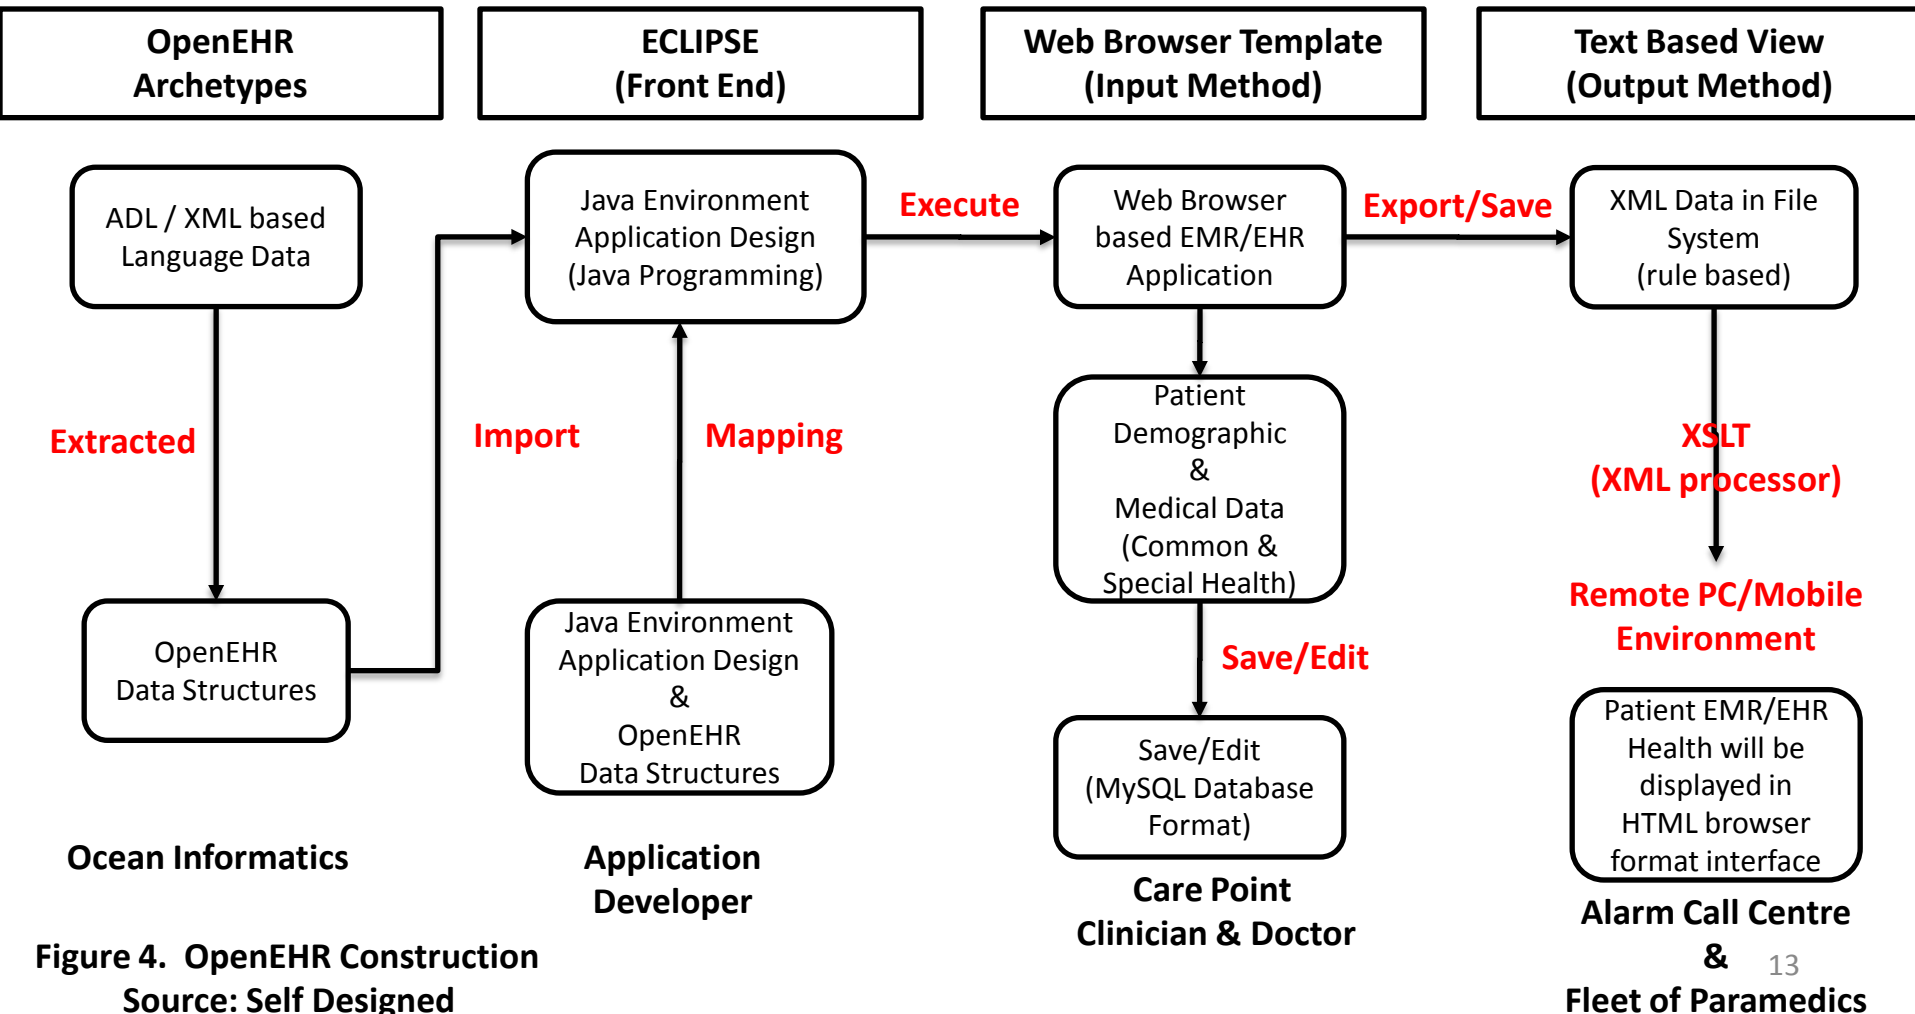 OpenEHR
Archetypes
ECLIPSE
(Front End)
Web Browser Template
(Input Method)
Text Based View
(Output Method)
ADL / XML based
Language Data
Extracted
OpenEHR
Data Structures
Ocean Informatics
Import
Java Environment
Application Design
(Java Programming)
Mapping
Java Environment
Application Design
&
OpenEHR
Data Structures
Application
Developer
Execute
Web Browser
based EMR/EHR
Application
Patient
Demographic
&
Medical Data
(Common &
Special Health)
Save/Edit
Save/Edit
(MySQL Database
Format)
Care Point
Clinician & Doctor
Export/Save
XML Data in File
System
(rule based)
XSLT
(XML processor)
Remote PC/Mobile
Environment
Patient EMR/EHR
Health will be
displayed in
HTML browser
format interface
Alarm Call Centre
&
Fleet of Paramedics
13
Figure 4. OpenEHR Construction
Source: Self Designed